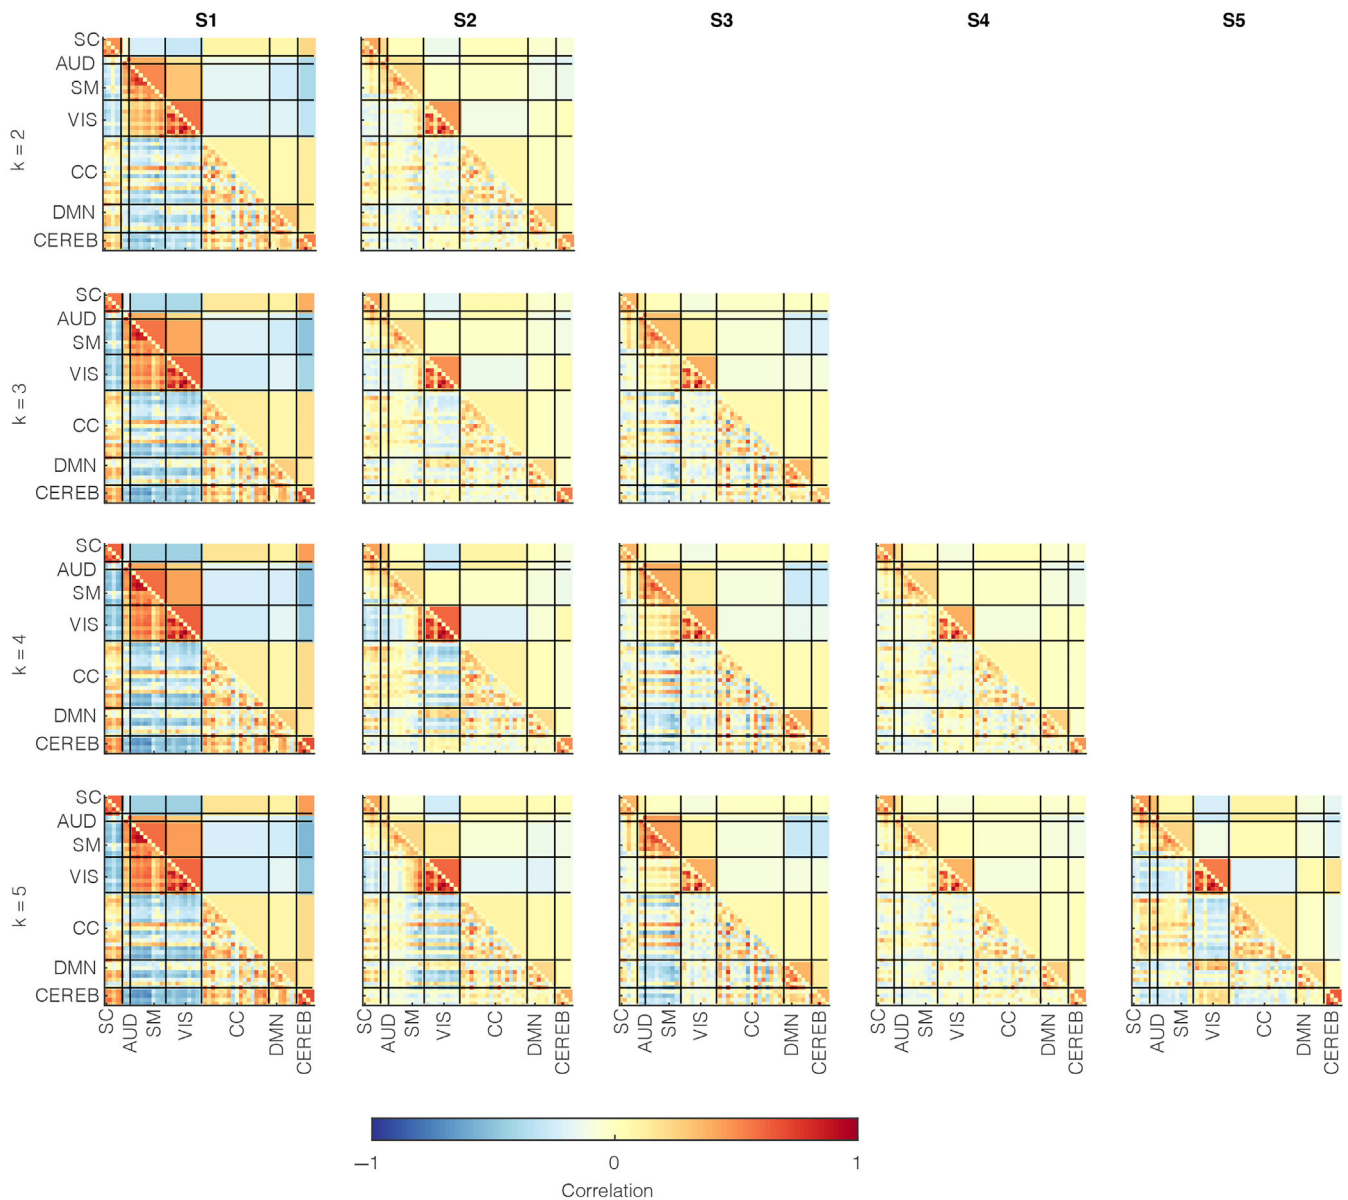 S1 S2 S3 S4 S5
k = 2
SC
AUD
SM
VIS
CC
DMN
CEREB
k = 3
SC
AUD
SM
VIS
CC
DMN
CEREB
k = 4
SC
AUD
SM
VIS
CC
DMN
CEREB
k = 5
SC
AUD
SM
VIS
CC
DMN
CEREB
SC AUD SM VIS CC DMN CEREB
SC AUD SM VIS CC DMN CEREB
SC AUD SM VIS CC DMN CEREB
SC AUD SM VIS CC DMN CEREB
SC AUD SM VIS CC DMN CEREB
—1 0 1
Correlation